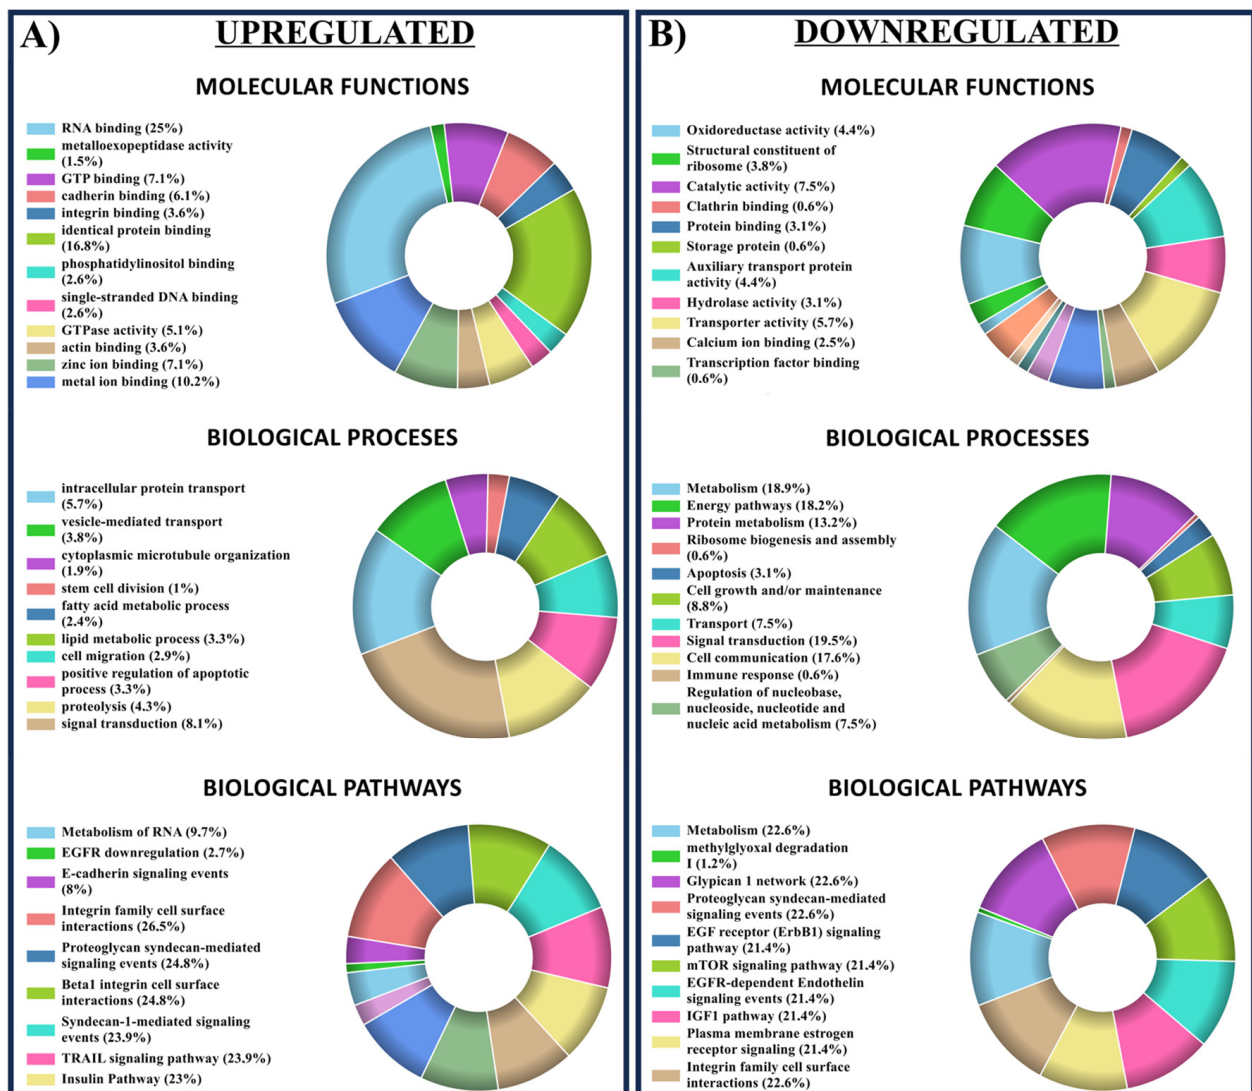 A)
UPREGULATED
MOLECULAR FUNCTIONS
RNA binding (25%)
metalloexopeptidase activity
(1.5%)
GTP binding (7.1%)
cadherin binding (6.1%)
integrin binding (3.6%)
identical protein binding
(16.8%)
phosphatidylinositol binding
(2.6%)
single-stranded DNA binding
(2.6%)
GTPase activity (5.1%)
actin binding (3.6%)
zinc ion binding (7.1%)
metal ion binding (10.2%)
BIOLOGICAL PROCESES
intracellular protein transport
(5.7%)
vesicle-mediated transport
(3.8%)
cytoplasmic microtubule organization
(1.9%)
stem cell division (1%)
fatty acid metabolic process
(2.4%)
lipid metabolic process (3.3%)
cell migration (2.9%)
positive regulation of apoptotic
process (3.3%)
proteolysis (4.3%)
signal transduction (8.1%)
BIOLOGICAL PATHWAYS
Metabolism of RNA (9.7%)
EGFR downregulation (2.7%)
E-cadherin signaling events
(8%)
Integrin family cell surface
interactions (26.5%)
Proteoglycan syndecan-mediated
signaling events (24.8%)
Beta1 integrin cell surface
interactions (24.8%)
Syndecan-1-mediated signaling
events (23.9%)
TRAIL signaling pathway (23.9%)
Insulin Pathway (23%)
B)
DOWNREGULATED
MOLECULAR FUNCTIONS
Oxidoreductase activity (4.4%)
Structural constituent of
ribosome (3.8%)
Catalytic activity (7.5%)
Clathrin binding (0.6%)
Protein binding (3.1%)
Storage protein (0.6%)
Auxiliary transport protein
activity (4.4%)
Hydrolase activity (3.1%)
Transporter activity (5.7%)
Calcium ion binding (2.5%)
Transcription factor binding
(0.6%)
BIOLOGICAL PROCESSES
Metabolism (18.9%)
Energy pathways (18.2%)
Protein metabolism (13.2%)
Ribosome biogenesis and assembly
(0.6%)
Apoptosis (3.1%)
Cell growth and/or maintenance
(8.8%)
Transport (7.5%)
Signal transduction (19.5%)
Cell communication (17.6%)
Immune response (0.6%)
Regulation of nucleobase,
nucleoside, nucleotide and
nucleic acid metabolism (7.5%)
BIOLOGICAL PATHWAYS
Metabolism (22.6%)
methylglyoxal degradation
I (1.2%)
Glypican 1 network (22.6%)
Proteoglycan syndecan-mediated
signaling events (22.6%)
EGF receptor (ErbB1) signaling
pathway (21.4%)
mTOR signaling pathway (21.4%)
EGFR-dependent Endothelin
signaling events (21.4%)
IGF1 pathway (21.4%)
Plasma membrane estrogen
receptor signaling (21.4%)
Integrin family cell surface
interactions (22.6%)